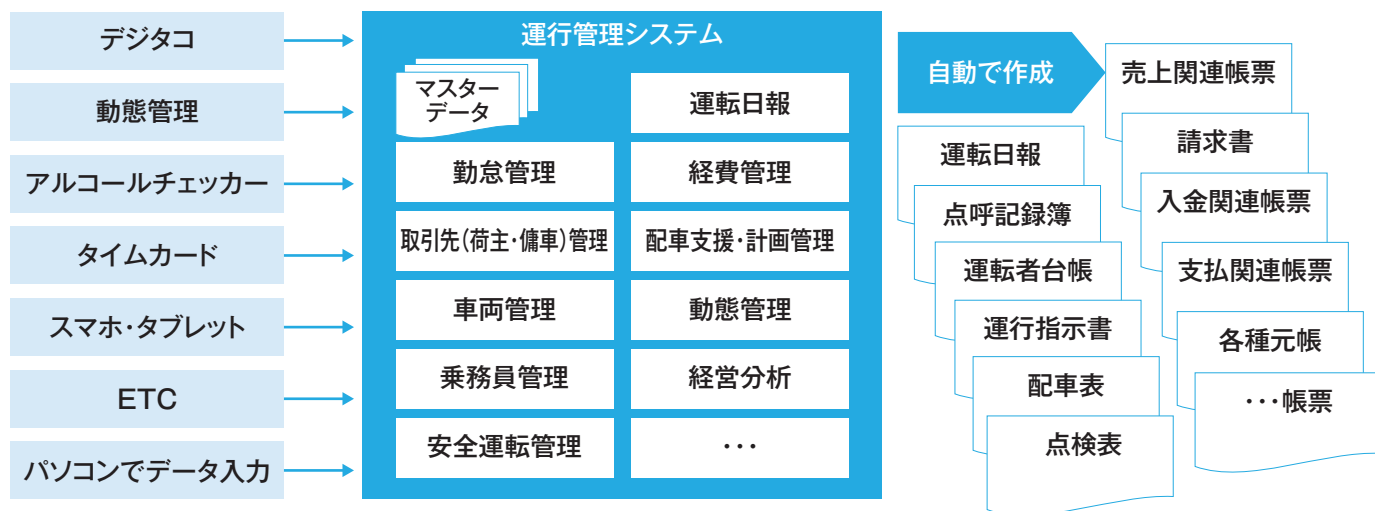 デジタコ
動態管理
アルコールチェッカー
タイムカード
スマホ・タブレット
ETC
パソコンでデータ入力
運行管理システム
マスター
データ
運転日報
勤怠管理
経費管理
取引先(荷主・傭車)管理
配車支援・計画管理
車両管理
動態管理
乗務員管理
経営分析
安全運転管理
・・・
自動で作成
運転日報
点呼記録簿
運転者台帳
運行指示書
配車表
点検表
売上関連帳票
請求書
入金関連帳票
支払関連帳票
各種元帳
・・・帳票